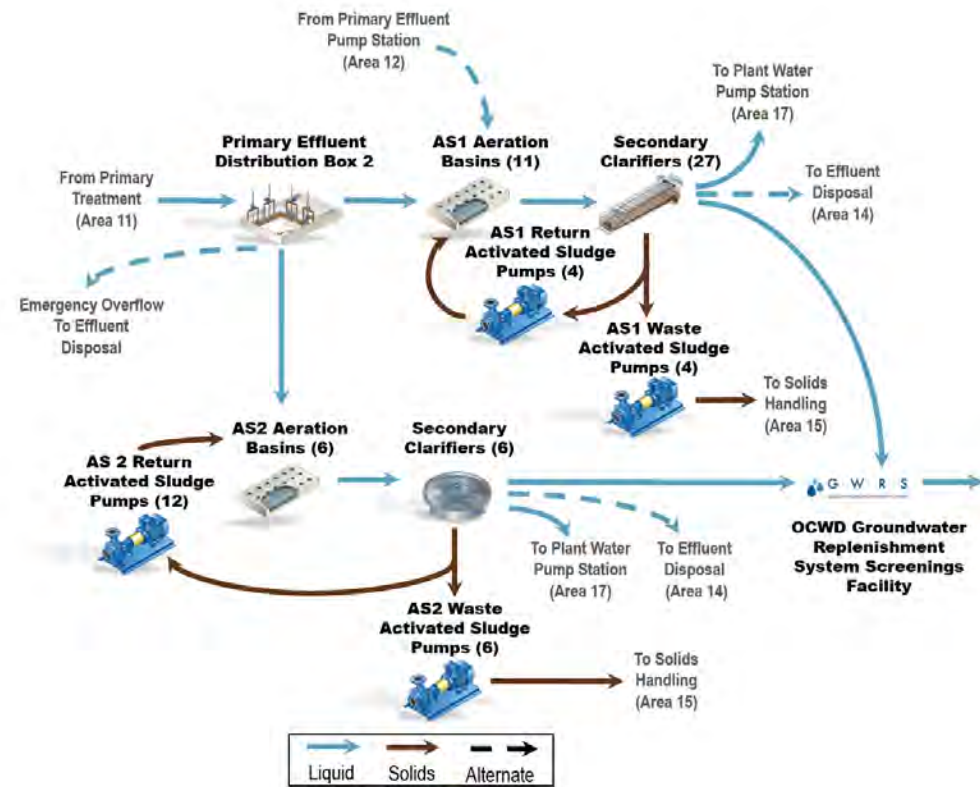 From Primary Effluent
Pump Station
(Area 12)
To Plant Water
Pump Station
(Area 17)
Primary Effluent
Distribution Box 2
AS1 Aeration
Basins (11)
Secondary
Clarifiers (27)
From Primary
Treatment
(Area 11)
To Effluent
Disposal
(Area 14)
AS1 Return
Activated Sludge
Pumps (4)
Emergency Overflow
To Effluent
Disposal
AS1 Waste
Activated Sludge
Pumps (4)
To Solids
Handling
(Area 15)
AS2 Aeration
Basins (6)
Secondary
Clarifiers (6)
AS 2 Return
Activated Sludge
Pumps (12)
G W R S
OCWD Groundwater
Replenishment
System Screenings
Facility
To Plant Water
Pump Station
(Area 17)
To Effluent
Disposal
(Area 14)
AS2 Waste
Activated Sludge
Pumps (6)
To Solids
Handling
(Area 15)
Liquid
Solids
Alternate